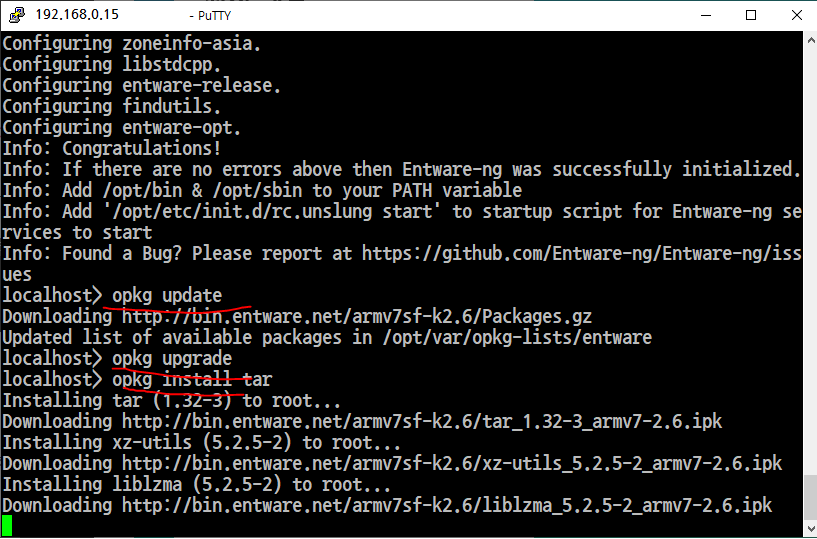 192.168.0.15 - PuTTY
Configuring zoneinfo-asia.
Configuring libstdcpp.
Configuring entware-release.
Configuring findutils.
Configuring entware-opt.
Info: Congratulations!
Info: If there are no errors above then Entware-ng was successfully initialized.
Info: Add /opt/bin & /opt/sbin to your PATH variable
Info: Add '/opt/etc/init.d/rc.unslung start' to startup script for Entware-ng se
rvices to start
Info: Found a Bug? Please report at https://github.com/Entware-ng/Entware-ng/iss
ues
localhost> opkg update
Downloading http://bin.entware.net/armv7sf-k2.6/Packages.gz
Updated list of available packages in /opt/var/opkg-lists/entware
localhost> opkg upgrade
localhost> opkg install tar
Installing tar (1.32-3) to root...
Downloading http://bin.entware.net/armv7sf-k2.6/tar_1.32-3_armv7-2.6.ipk
Installing xz-utils (5.2.5-2) to root...
Downloading http://bin.entware.net/armv7sf-k2.6/xz-utils_5.2.5-2_armv7-2.6.ipk
Installing liblzma (5.2.5-2) to root...
Downloading http://bin.entware.net/armv7sf-k2.6/liblzma_5.2.5-2_armv7-2.6.ipk